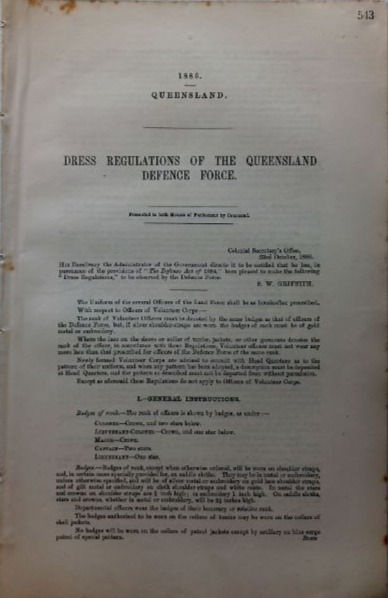 543
1886.
QUEENSLAND.
DRESS REGULATIONS OF THE QUEENSLAND
DEFENCE FORCE.
Presented to both Houses of Parliament by Command.
Colonial Secretary's Office,
October, 1886.
HIS Excellency the Administrator of the Government directs it to be notified that he has, in
pursuance of the provisions of "The Defence Act of 1884," been pleased to make the following
"Dress Regulations," to be observed by the Defence Force.
S. W. GRIFFITH.
The Uniform of the several Officers of the Land Force shall be as hereinafter prescribed.
With respect to Officers of Volunteer Corps:—
The rank of Volunteer Officers must be denoted by the same badges as that of officers of
the Defence Force, but, if silver shoulder-straps are worn the badges of rank must be of gold
metal or embroidery.
Where the lace on the sleeve or collar of tunics, jackets, or other garments denotes the
rank of the officer, in accordance with these Regulations, Volunteer officers must not wear any
more lace than that prescribed for officers of the Defence Force of the same rank.
Newly formed Volunteer Corps are advised to consult with Head Quarters as to the
pattern of their uniform, and when any pattern has been adopted, a description must be deposited
at Head Quarters, and the pattern so described must not be departed from without permission.
Except as aforesaid these Regulations do not apply to Officers of Volunteer Corps.
I.—GENERAL INSTRUCTIONS.
Badges of rank.—The rank of officers is shown by badges, as under:—
COLONEL—Crown, and two stars below.
LIEUTENANT-COLONEL—Crown, and one star below.
MAJOR—Crown.
CAPTAIN—Two stars.
LIEUTENANT—One star.
Badges.—Badges of rank, except when otherwise ordered, will be worn on shoulder straps,
and, in certain cases specially provided for, on saddle cloths. They may be in metal or embroidery,
unless otherwise specified, and will be of silver metal or embroidery on gold lace shoulder straps,
and of gilt metal or embroidery on cloth shoulder straps and white coats. In metal the stars
and crowns on shoulder straps are high; in embroidery 1 inch high. On saddle cloths,
stars and crowns, whether in metal or embroidery, will be inches high.
Departmental officers wear the badges of their honorary or relative rank.
The badges authorised to be worn on the collars of tunics may be worn on the collars of
shell jackets.
No badges will be worn on the collars of patrol jackets except by artillery on blue serge
patrol of special pattern.